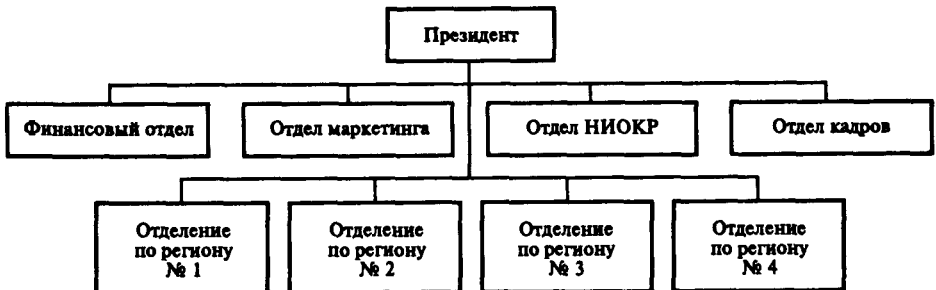 Президент
Финансовый отдел
Отдел маркетинга
Отдел НИОКР
Отдел кадров
Отделение
по региону
№ 1
Отделение
по региону
№ 2
Отделение
по региону
№ 3
Отделение
по региону
№ 4